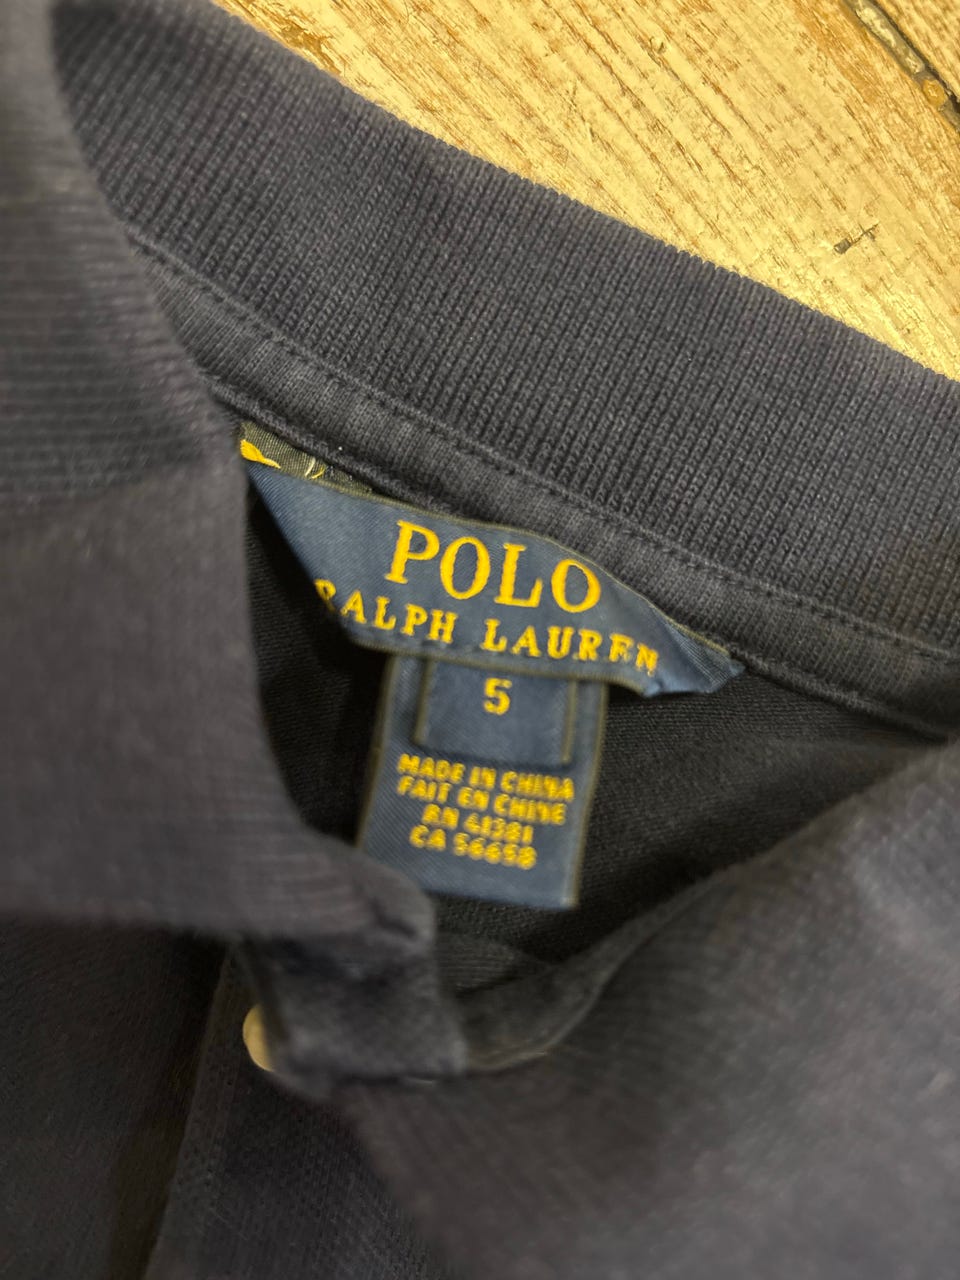 POLO
RALPH LAUREN
5
MADE IN CHINA
FAIT EN CHINE
RN 41381
CA 56658